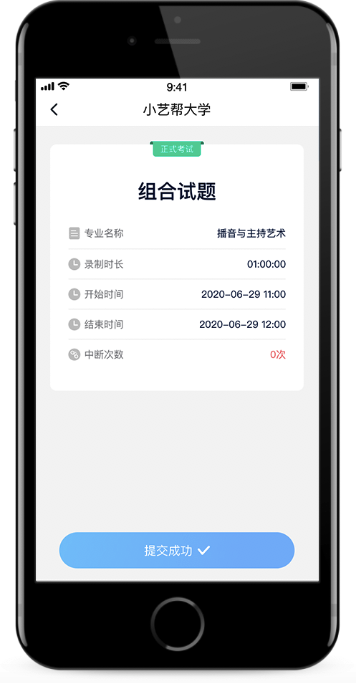 9:41
小艺帮大学
正式考试
组合试题
专业名称 播音与主持艺术
录制时长 01:00:00
开始时间 2020-06-29 11:00
结束时间 2020-06-29 12:00
中断次数 0次
提交成功